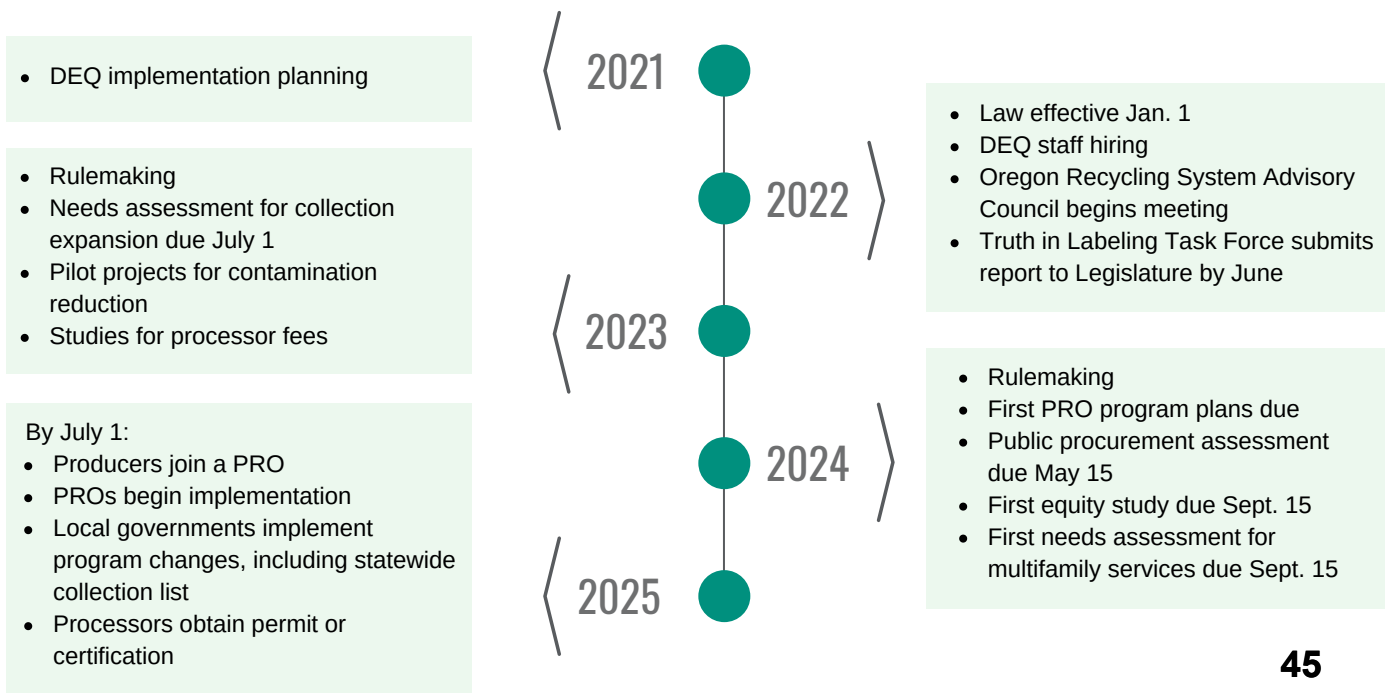 2021
• DEQ implementation planning
2022
• Law effective Jan. 1
• DEQ staff hiring
• Oregon Recycling System Advisory
Council begins meeting
• Truth in Labeling Task Force submits
report to Legislature by June
2023
• Rulemaking
• Needs assessment for collection
expansion due July 1
• Pilot projects for contamination
reduction
• Studies for processor fees
2024
• Rulemaking
• First PRO program plans due
• Public procurement assessment
due May 15
• First equity study due Sept. 15
• First needs assessment for
multifamily services due Sept. 15
2025
By July 1:
• Producers join a PRO
• PROs begin implementation
• Local governments implement
program changes, including statewide
collection list
• Processors obtain permit or
certification
45